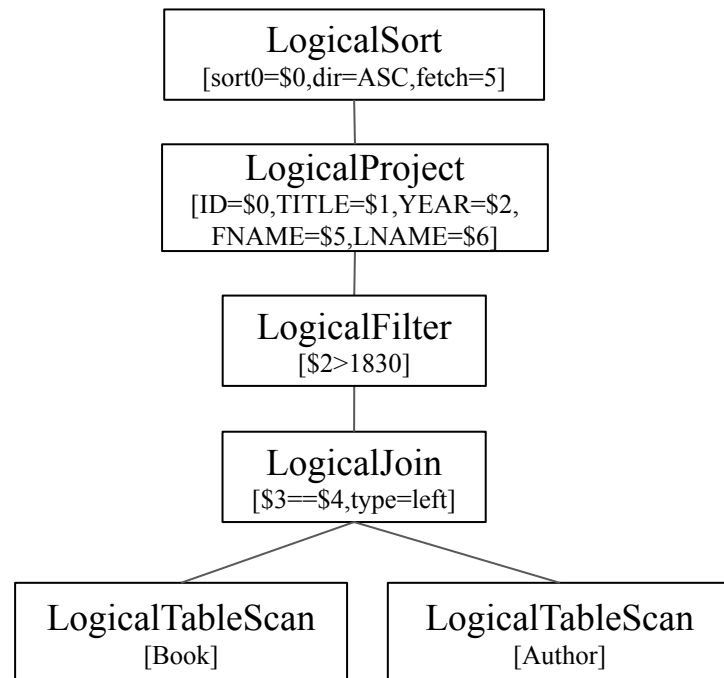 LogicalSort
[sort0=$0,dir=ASC,fetch=5]
LogicalProject
[ID=$0,TITLE=$1,YEAR=$2,
FNAME=$5,LNAME=$6]
LogicalFilter
[$2>1830]
LogicalJoin
[$3==$4,type=left]
LogicalTableScan
[Book]
LogicalTableScan
[Author]